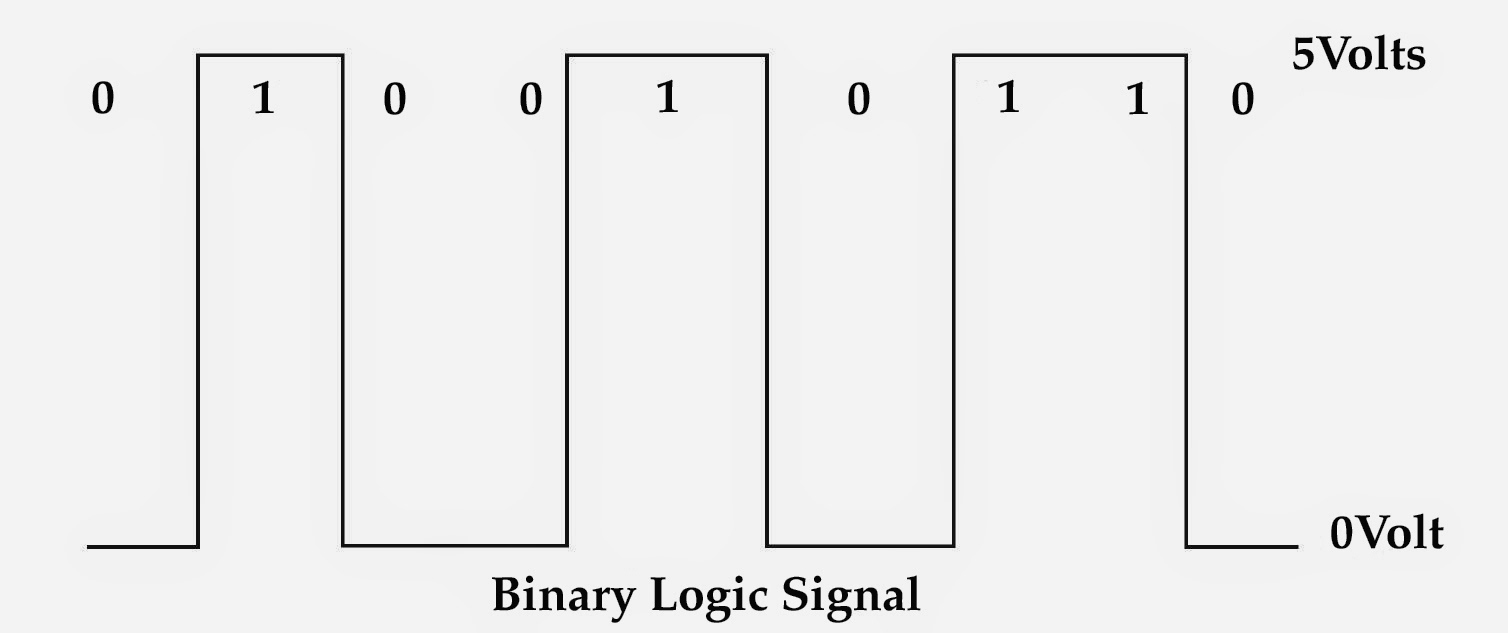 5Volts
0 1 0 0 1 0 1 1 0
0Volt
Binary Logic Signal